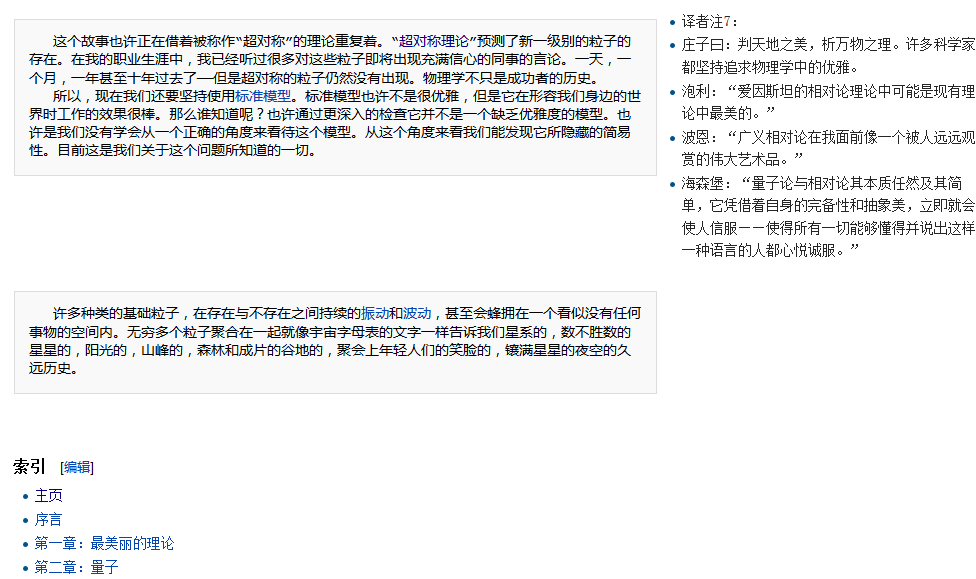 这个故事也许正在借着被称作“超对称”的理论重复着。“超对称理论”预测了新一级别的粒子的
存在。在我的职业生涯中，我已经听过很多对这些粒子即将出现充满信心的同事的言论。一天，一
个月，一年甚至十年过去了—但是超对称的粒子仍然没有出现。物理学不只是成功者的历史。
所以，现在我们还要坚持使用标准模型。标准模型也许不是很优雅，但是它在形容我们身边的世
界时工作的效果很棒。那么谁知道呢？也许通过更深入的检查它并不是一个缺乏优雅度的模型。也
许是我们没有学会从一个正确的角度来看待这个模型。从这个角度来看我们能发现它所隐藏的简易
性。目前这是我们关于这个问题所知道的一切。
译者注7：
庄子曰：判天地之美，析万物之理。许多科学家
都坚持追求物理学中的优雅。
泡利：“爱因斯坦的相对论理论中可能是现有理
论中最美的。”
波恩：“广义相对论在我面前像一个被人远远观
赏的伟大艺术品。”
海森堡：“量子论与相对论其本质任然及其简
单，它凭借着自身的完备性和抽象美，立即就会
使人信服——使得所有一切能够懂得并说出这样
一种语言的人都心悦诚服。”
许多种类的基础粒子，在存在与不存在之间持续的振动和波动，甚至会蜂拥在一个看似没有任何
事物的空间内。无穷多个粒子聚合在一起就像宇宙字母表的文字一样告诉我们星系的，数不胜数的
星星的，阳光的，山峰的，森林和成片的谷地的，聚会上年轻人们的笑脸的，镶满星星的夜空的久
远历史。
索引 [编辑]
主页
序言
第一章：最美丽的理论
第二章：量子